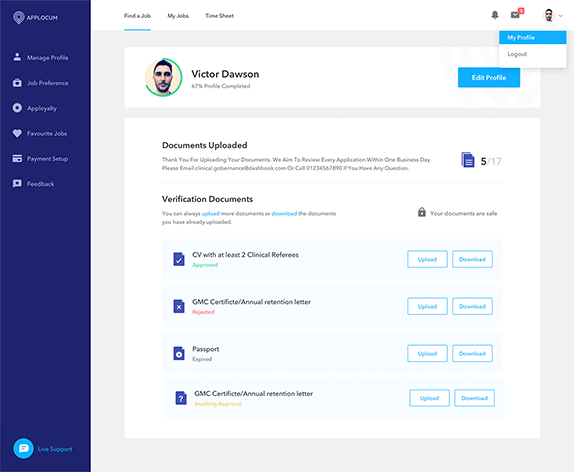 APPLOCUM
Find a Job
My Jobs
Time Sheet
5
My Profile
Logout
Manage Profile
Job Preference
Apployalty
Favourite Jobs
Payment Setup
Feedback
Live Support
Victor Dawson
67% Profile Completed
Edit Profile
Documents Uploaded
Thank You For Uploading Your Documents. We Aim To Review Every Application Within One Business Day.
Please Email clinical.gobernance@dashbook.com Or Call 01234567890 If You Have Any Question.
5/17
Verification Documents
You can always upload more documents or download the documents
you have already uploaded.
Your documents are safe
CV with at least 2 Clinical Referees
Approved
Upload
Download
GMC Certificte/Annual retention letter
Rejected
Upload
Download
Passport
Expired
Upload
Download
GMC Certificte/Annual retention letter
Awaiting Approval
Upload
Download